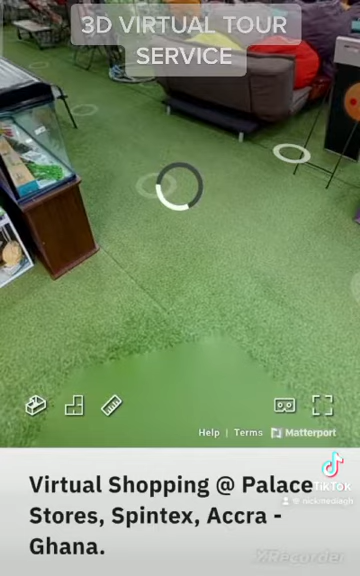 3D VIRTUAL TOUR
SERVICE
Help | Terms Matterport
Virtual Shopping @ Palace
Stores, Spintex, Accra -
Ghana.
TikTok
XRecorder